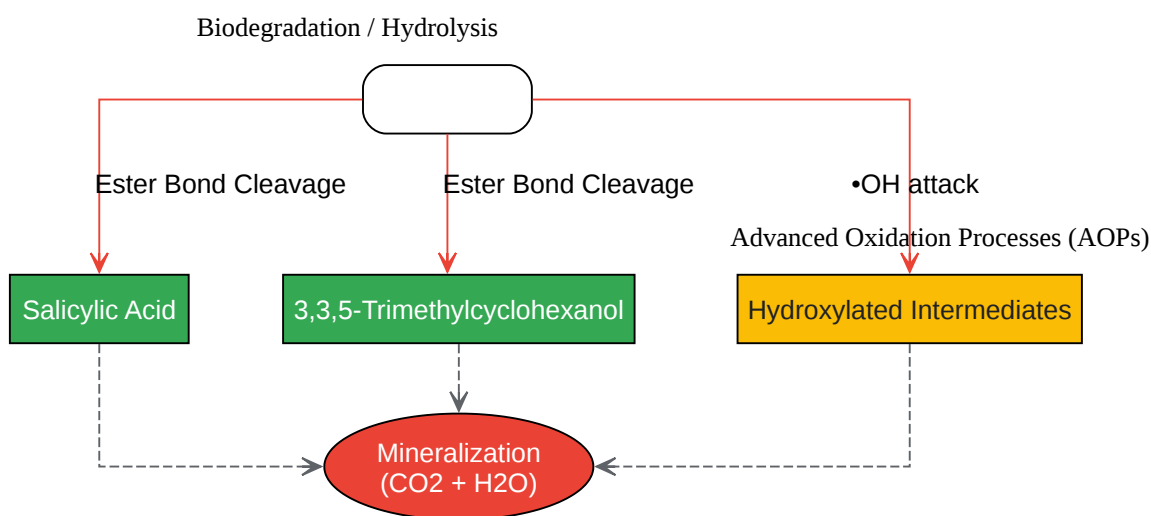 Biodegradation / Hydrolysis
Ester Bond Cleavage
Ester Bond Cleavage
•OH attack
Advanced Oxidation Processes (AOPs)
Salicylic Acid
3,3,5-Trimethylcyclohexanol
Hydroxylated Intermediates
Mineralization
(CO2 + H2O)